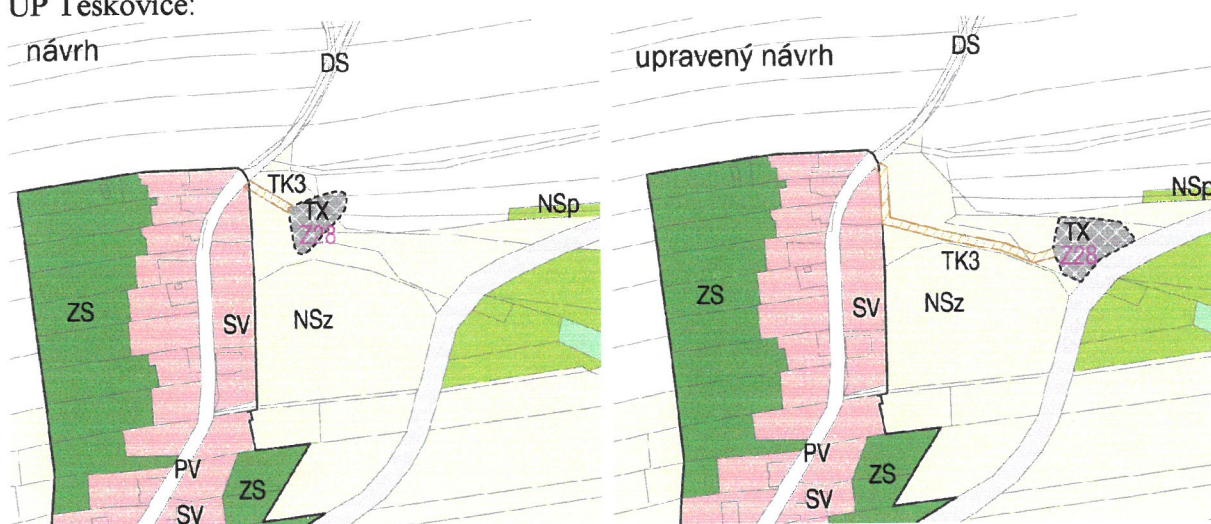 ÚP Těškovice:
návrh
DS
TK3
TX
Z28
NSp
ZS
SV
NSz
PV
ZS
SV
upravený návrh
DS
NSp
TX
Z28
TK3
ZS
SV
NSz
PV
ZS
SV